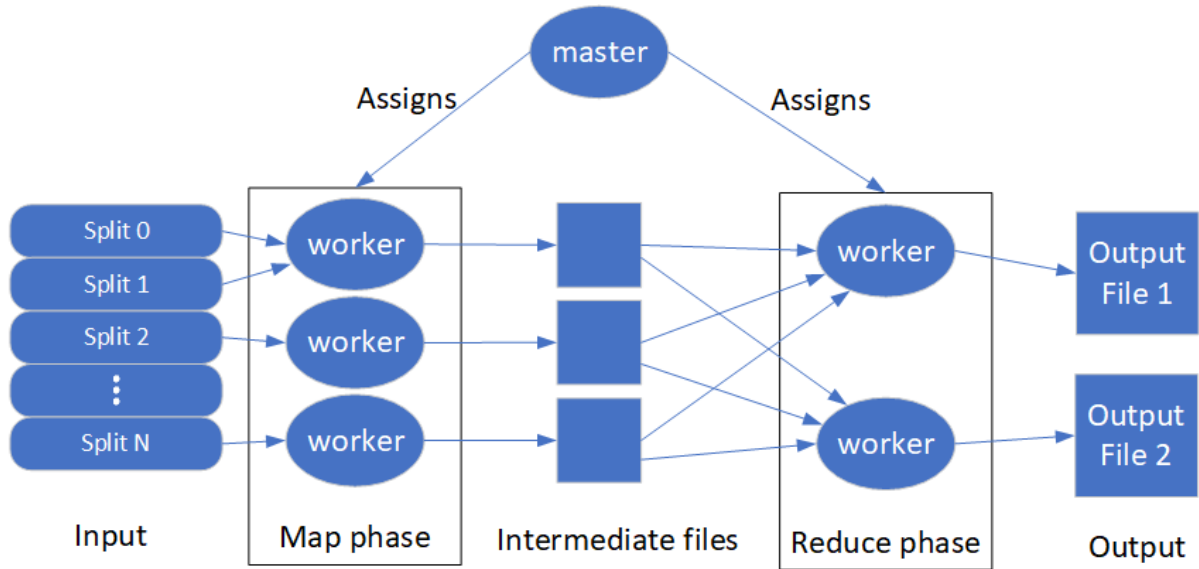 master
Assigns
Assigns
Split 0
Split 1
Split 2
Split N
Input
worker
worker
worker
Map phase
Intermediate files
worker
worker
Reduce phase
Output
File 1
Output
File 2
Output